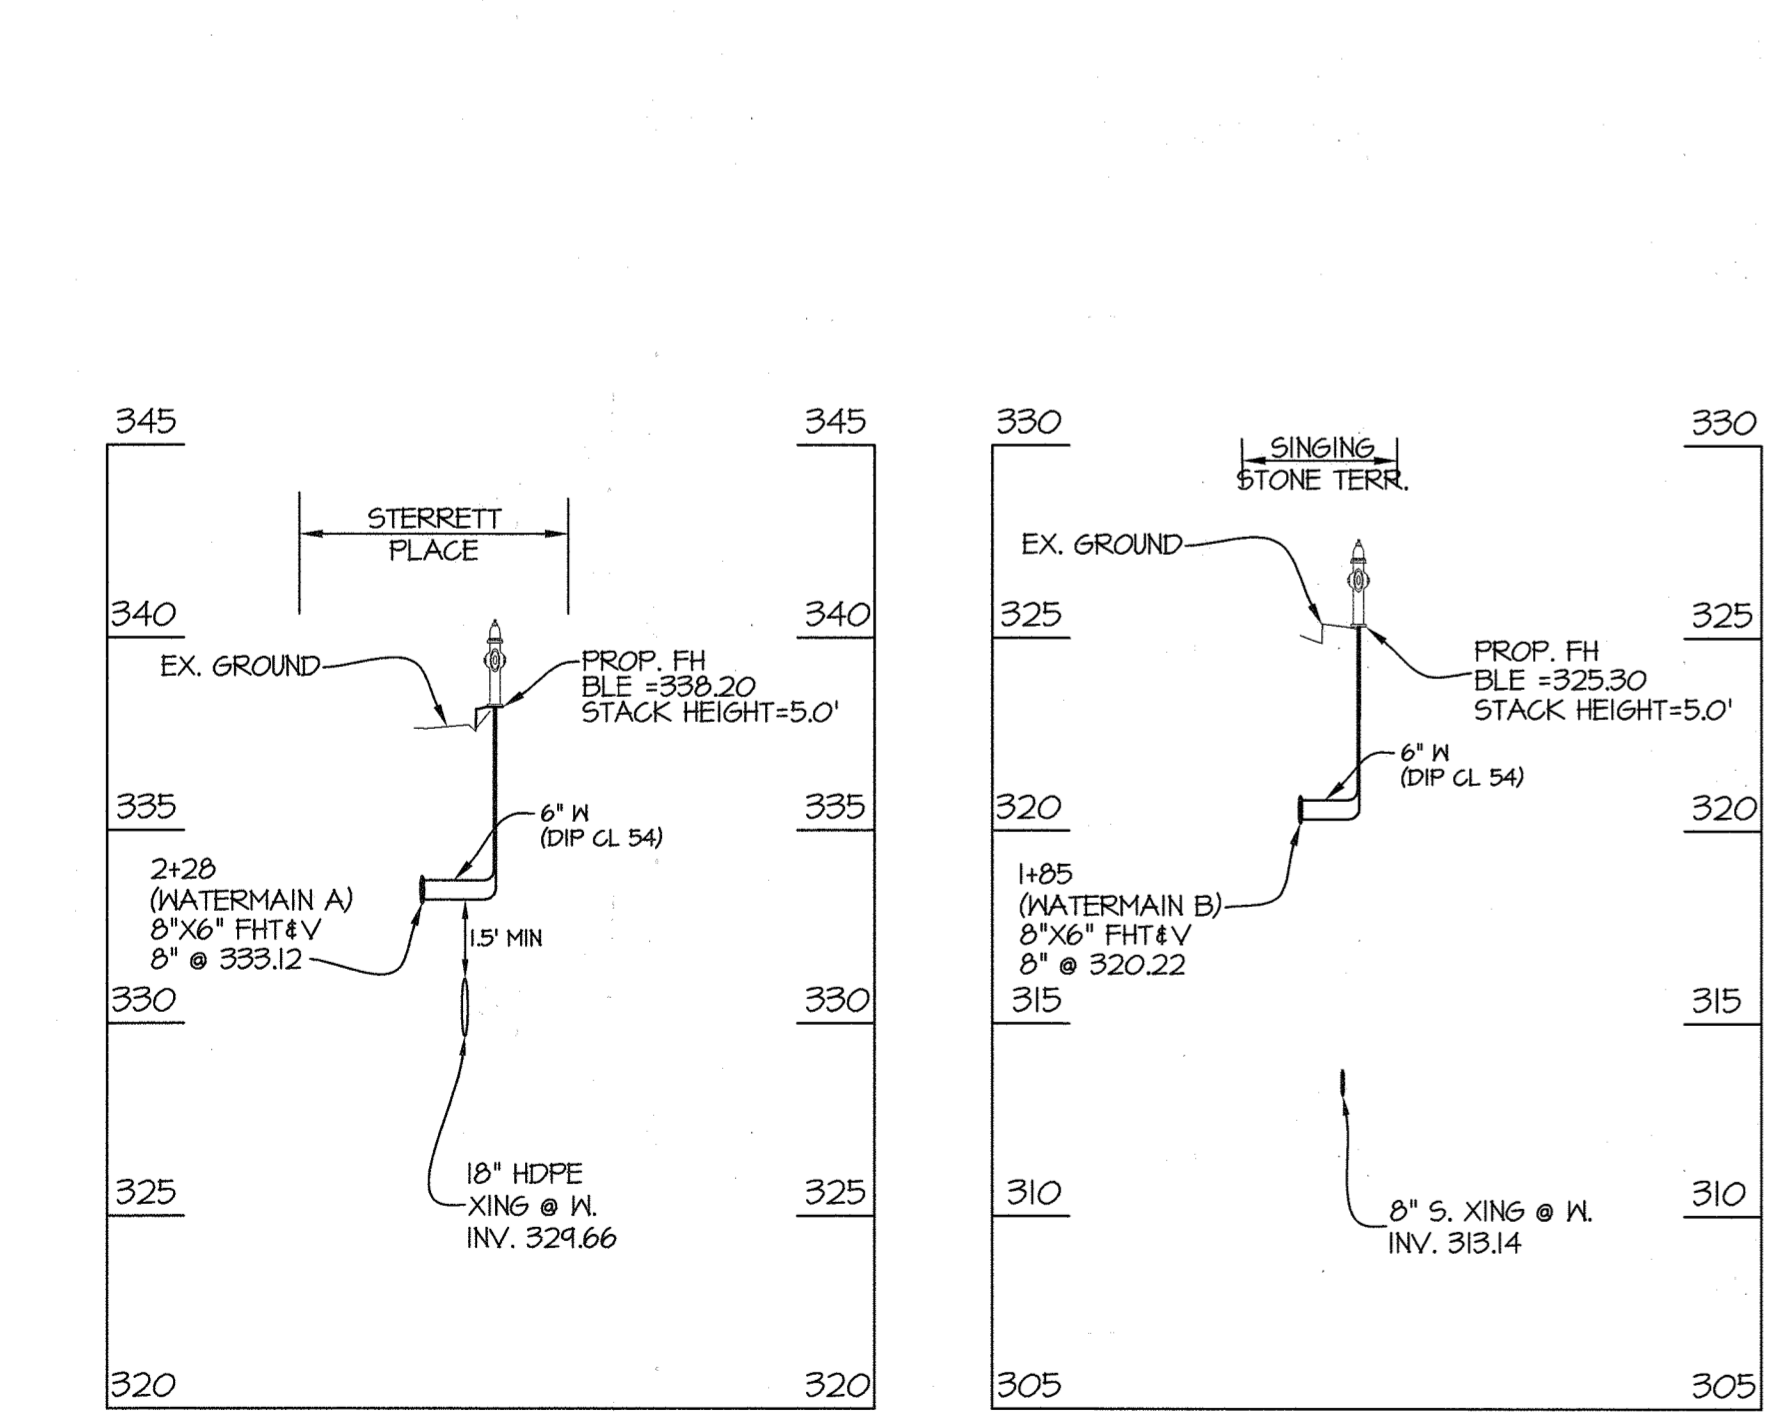 345
345
STERRETT
PLACE
340
340
EX. GROUND
PROP. FH
BLE =338.20
STACK HEIGHT=5.0'
335
335
6" W
(DIP CL 54)
2+28
(WATERMAIN A)
8"X6" FHT&V
8" @ 333.12
1.5' MIN
330
330
325
325
18" HDPE
XING @ W.
INV. 329.66
320
320
330
330
SINGING
STONE TERR.
EX. GROUND
325
325
PROP. FH
BLE =325.30
STACK HEIGHT=5.0'
6" W
(DIP CL 54)
320
320
1+85
(WATERMAIN B)
8"X6" FHT&V
8" @ 320.22
315
315
310
310
8" S. XING @ W.
INV. 313.14
305
305